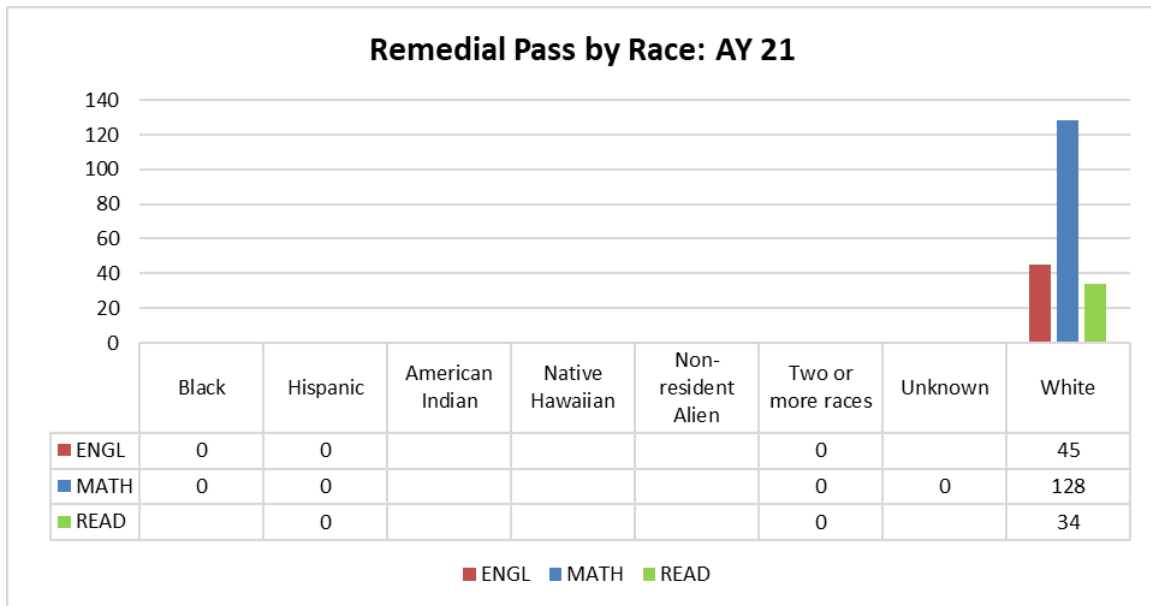 Remedial Pass by Race: AY 21
140
120
100
80
60
40
20
0
Black Hispanic American Indian Native Hawaiian Non-resident Alien Two or more races Unknown White
ENGL 0 0 0 45
MATH 0 0 0 0 128
READ 0 0 34
ENGL MATH READ